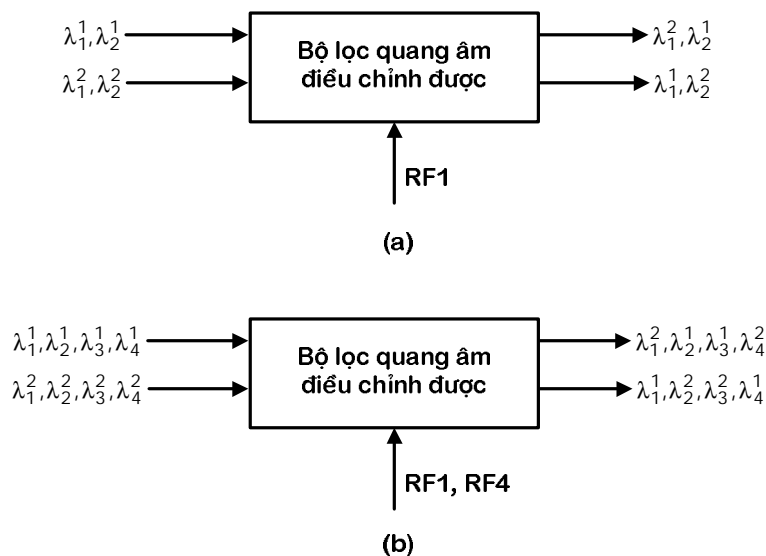 λ₁¹,λ₂¹
λ₁²,λ₂²
Bộ lọc quang âm
điều chỉnh được
λ₁²,λ₂¹
λ₁¹,λ₂²
RF1
(a)
λ₁¹,λ₂¹,λ₃¹,λ₄¹
λ₁²,λ₂²,λ₃²,λ₄²
Bộ lọc quang âm
điều chỉnh được
λ₁²,λ₂¹,λ₃¹,λ₄²
λ₁¹,λ₂²,λ₃²,λ₄¹
RF1, RF4
(b)